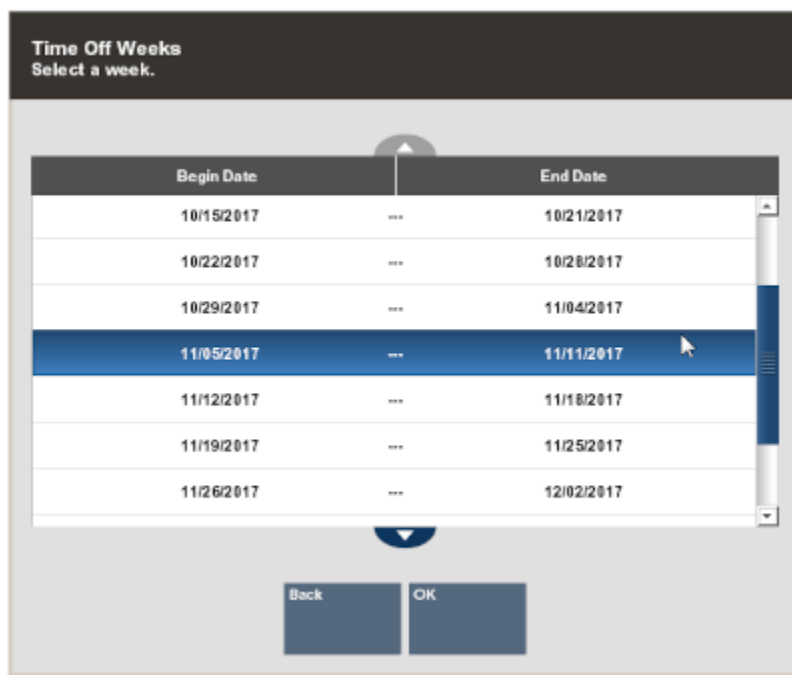 Time Off Weeks
Select a week.
Begin Date End Date
10/15/2017 --- 10/21/2017
10/22/2017 --- 10/28/2017
10/29/2017 --- 11/04/2017
11/05/2017 --- 11/11/2017
11/12/2017 --- 11/18/2017
11/19/2017 --- 11/25/2017
11/26/2017 --- 12/02/2017
Back OK